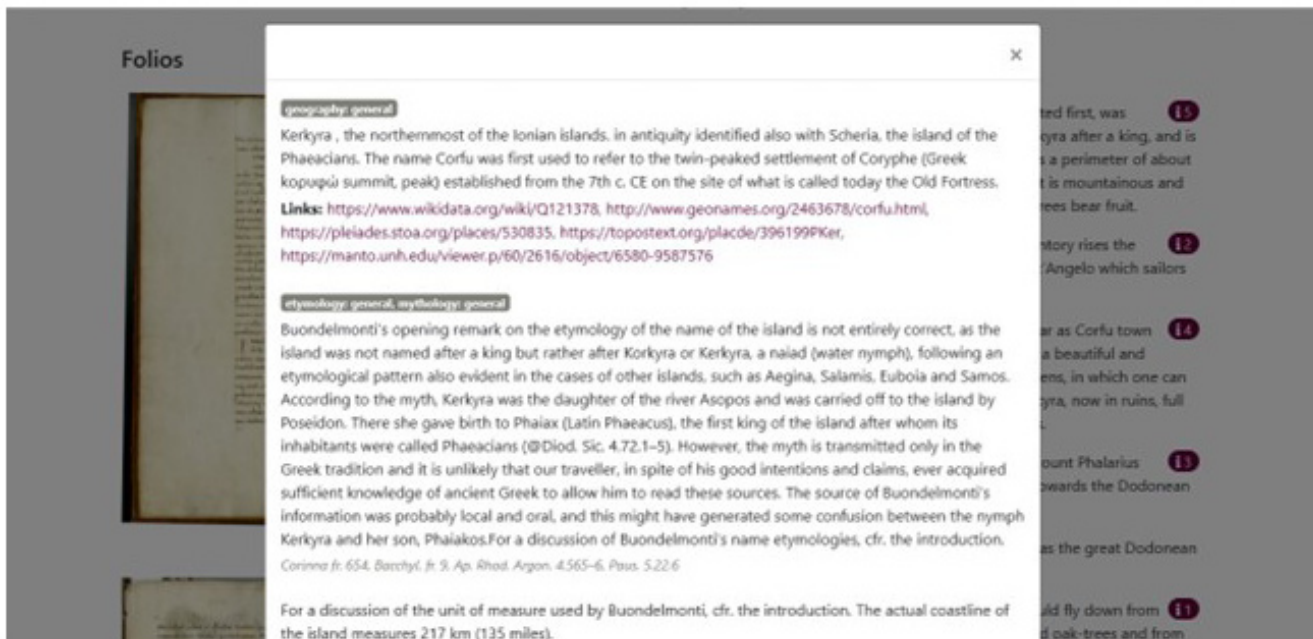 Folios
×
geography: general
Kerkyra , the northernmost of the Ionian islands. in antiquity identified also with Scheria, the island of the
Phaeacians. The name Corfu was first used to refer to the twin-peaked settlement of Coryphe (Greek
κορυφώ summit, peak) established from the 7th c. CE on the site of what is called today the Old Fortress.
Links: https://www.wikidata.org/wiki/Q121378, http://www.geonames.org/2463678/corfu.html,
https://pleiades.stoa.org/places/530835, https://topostext.org/placde/396199PKer,
https://manto.unh.edu/viewer.p/60/2616/object/6580-9587576
etymology: general, mythology: general
Buondelmonti's opening remark on the etymology of the name of the island is not entirely correct, as the
island was not named after a king but rather after Korkyra or Kerkyra, a naiad (water nymph), following an
etymological pattern also evident in the cases of other islands, such as Aegina, Salamis, Euboia and Samos.
According to the myth, Kerkyra was the daughter of the river Asopos and was carried off to the island by
Poseidon. There she gave birth to Phaiax (Latin Phaeacus), the first king of the island after whom its
inhabitants were called Phaeacians (@Diod. Sic. 4.72.1–5). However, the myth is transmitted only in the
Greek tradition and it is unlikely that our traveller, in spite of his good intentions and claims, ever acquired
sufficient knowledge of ancient Greek to allow him to read these sources. The source of Buondelmonti's
information was probably local and oral, and this might have generated some confusion between the nymph
Kerkyra and her son, Phaiakos.For a discussion of Buondelmonti's name etymologies, cfr. the introduction.
Corinna fr. 654, Bacchyl. fr. 9, Ap. Rhod. Argon. 4.565–6, Paus. 5.22.6
For a discussion of the unit of measure used by Buondelmonti, cfr. the introduction. The actual coastline of
the island measures 217 km (135 miles).
ted first, was 5
kyra after a king, and is
s a perimeter of about
t is mountainous and
rees bear fruit.
ntory rises the 2
'Angelo which sailors
ar as Corfu town 4
a beautiful and
ens, in which one can
cyra, now in ruins, full
ount Phalarius 3
owards the Dodonean
as the great Dodonean
uld fly down from 1
d oak-trees and from